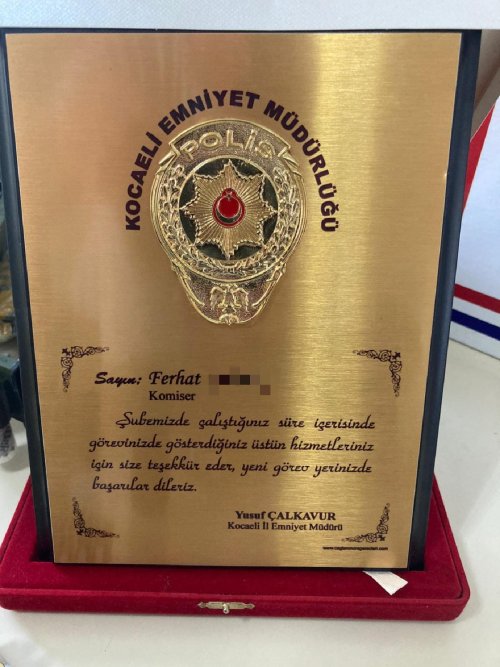 KOCAELİ EMNİYET MÜDÜRLÜĞÜ
POLİS
Sayın; Ferhat
Komiser
Şubemizde çalıştığınız süre içerisinde
görevinizde gösterdiğiniz üstün hizmetleriniz
için size teşekkür eder, yeni görev yerinizde
başarılar dileriz.
Yusuf ÇALKAVUR
Kocaeli İl Emniyet Müdürü